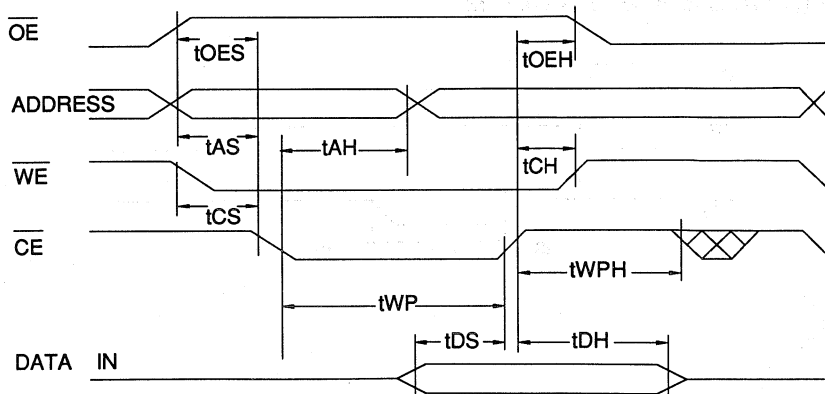 OE
tOES
tOEH
ADDRESS
tAS
tAH
WE
tCH
tCS
CE
tWPH
tWP
tDS
tDH
DATA IN